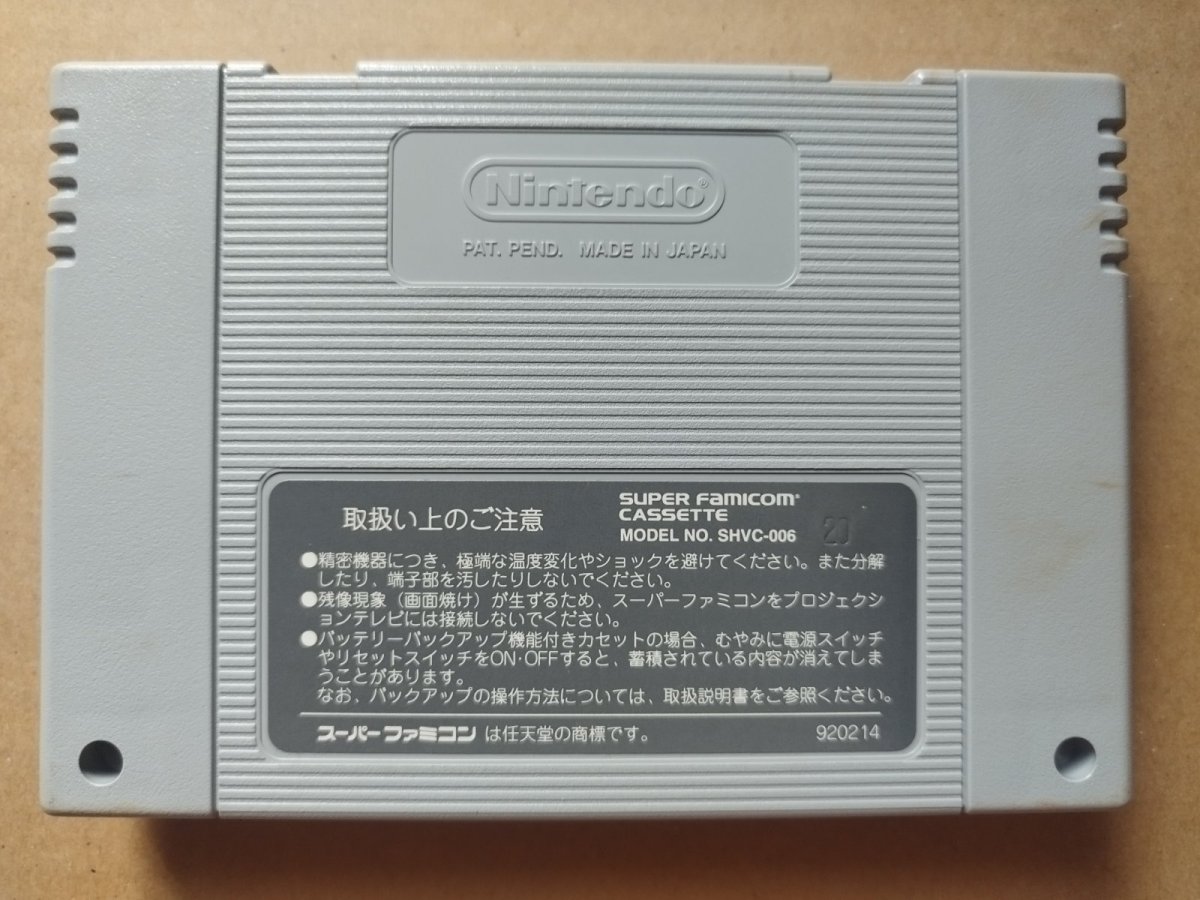 Nintendo®
PAT. PEND. MADE IN JAPAN
取扱い上のご注意
SUPER FAMICOM®
CASSETTE
MODEL NO. SHVC-006
●精密機器につき、極端な温度変化やショックを避けてください。また分解
したり、端子部を汚したりしないでください。
●残像現象（画面焼け）が生ずるため、スーパーファミコンをプロジェクシ
ョンテレビには接続しないでください。
●バッテリーバックアップ機能付きカセットの場合、むやみに電源スイッチ
やリセットスイッチをON・OFFすると、蓄積されている内容が消えてしま
うことがあります。
なお、バックアップの操作方法については、取扱説明書をご参照ください。
スーパーファミコン は任天堂の商標です。
920214